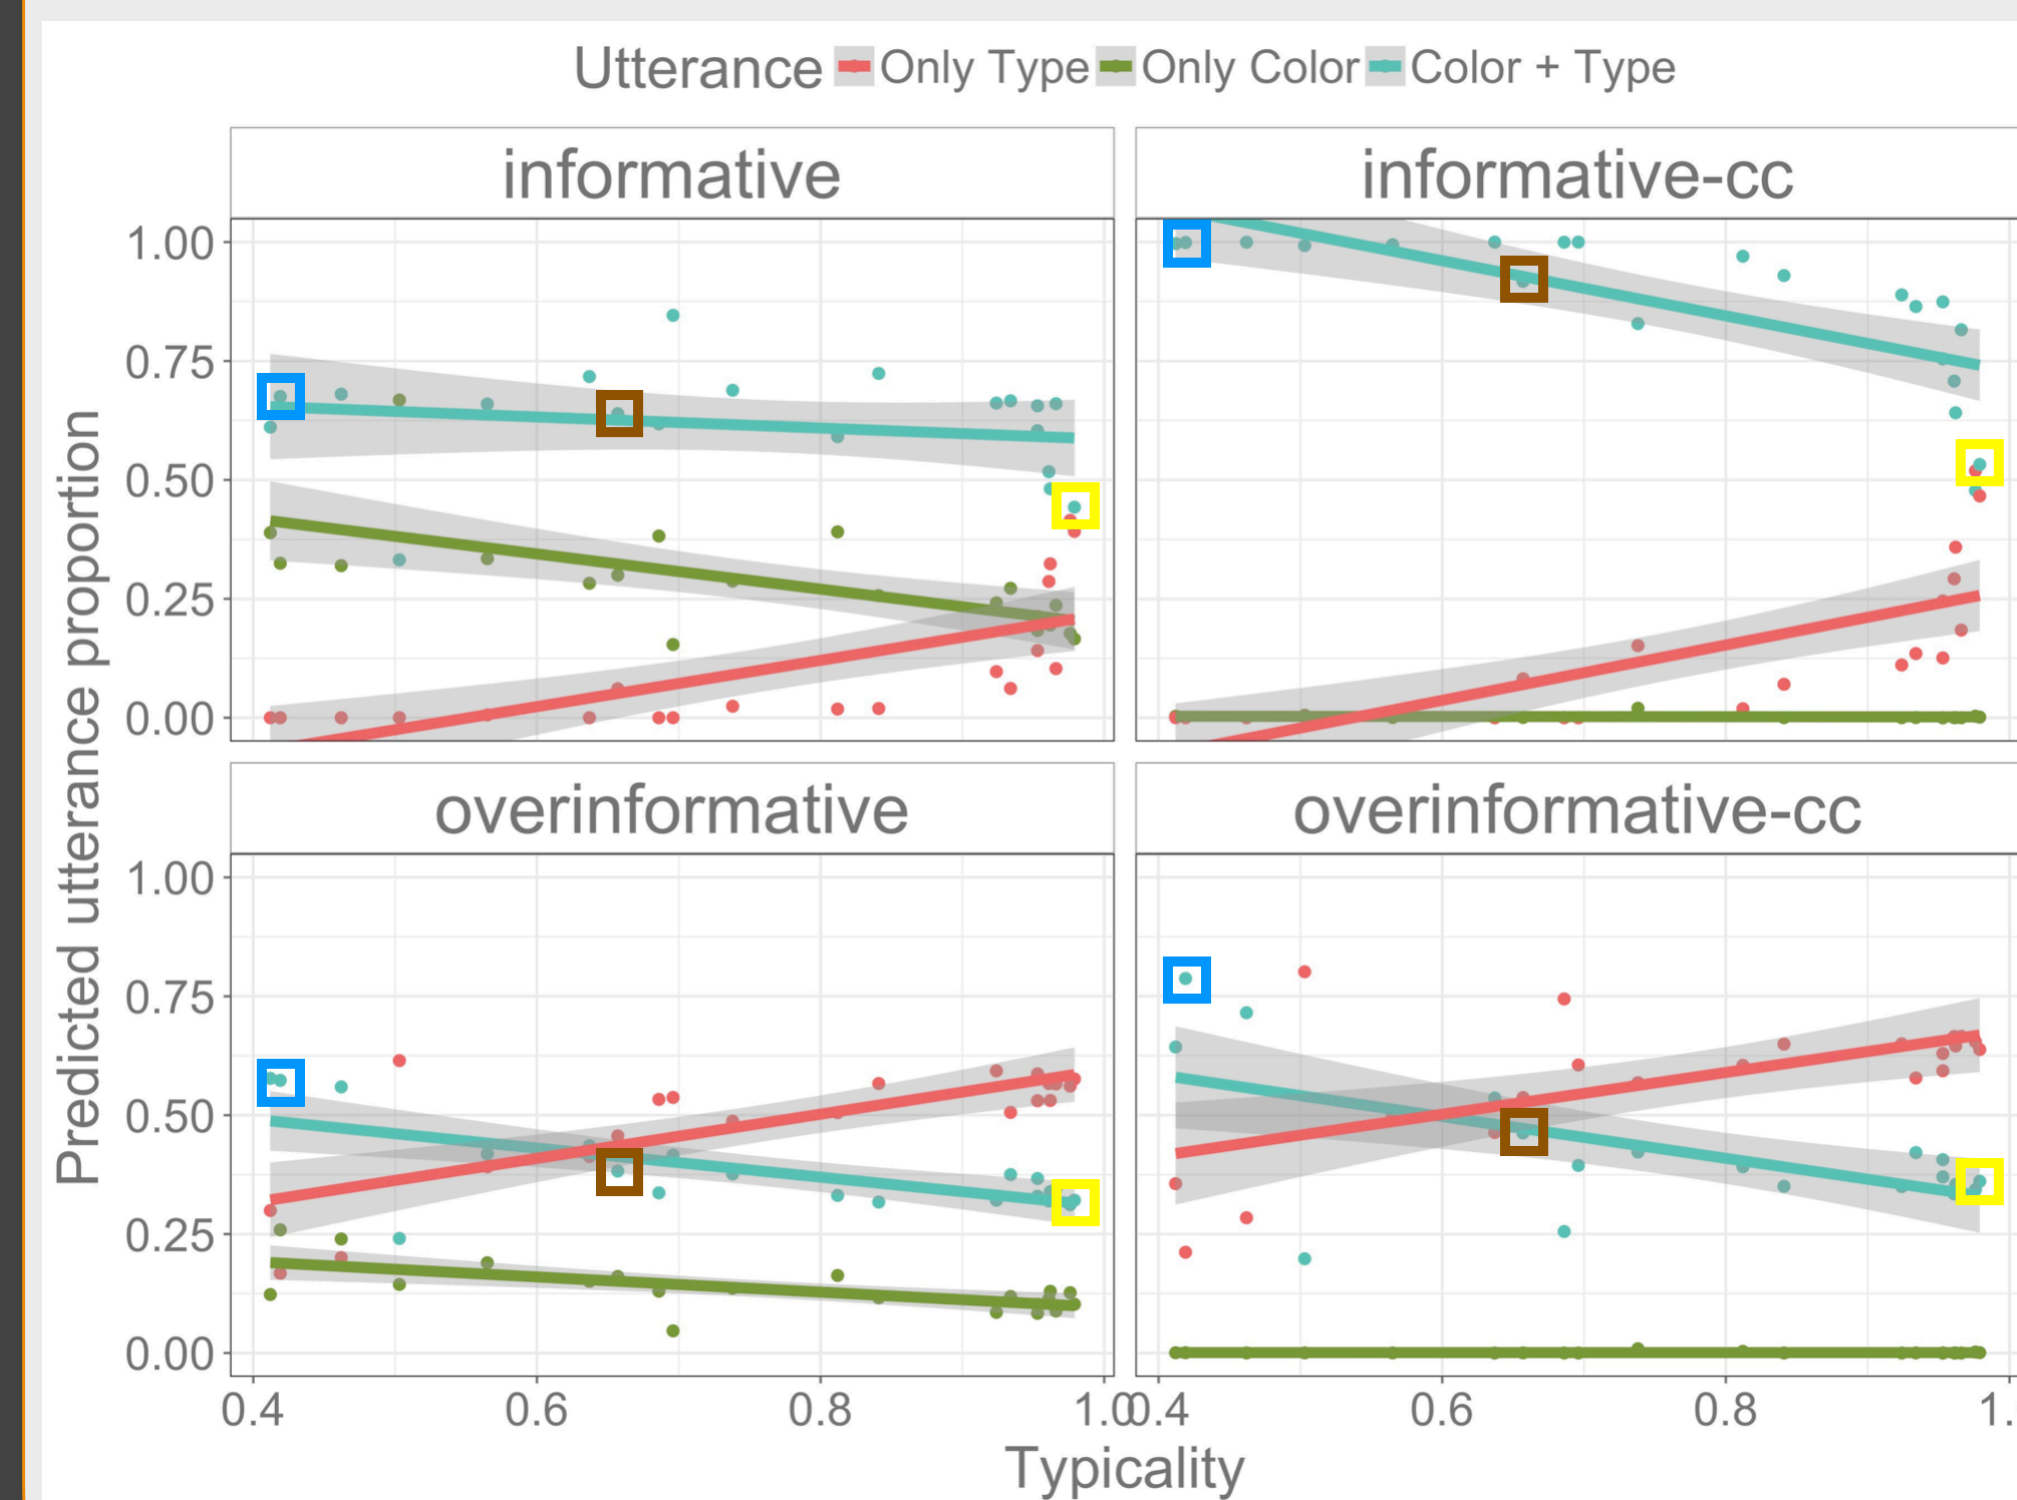 Utterance Only Type Only Color Color + Type
informative
informative-cc
1.00
0.75
0.50
0.25
0.00
overinformative
overinformative-cc
1.00
0.75
0.50
0.25
0.00
0.4 0.6 0.8 1.0
0.4 0.6 0.8 1.
Typicality
Predicted utterance proportion